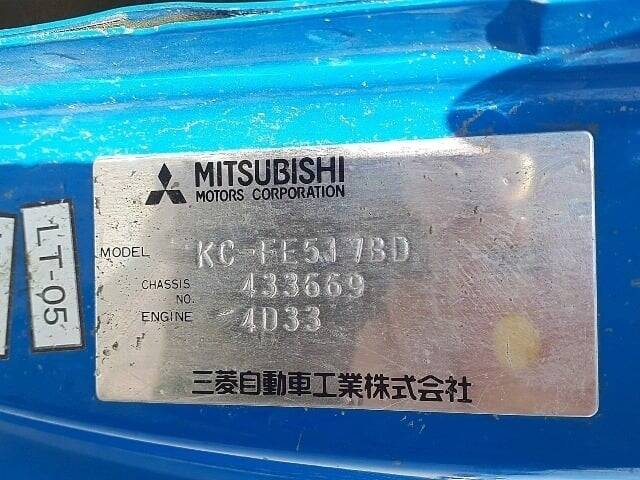 MITSUBISHI
MOTORS CORPORATION
MODEL KC-FE517BD
CHASSIS NO. 433669
ENGINE 4D33
三菱自動車工業株式会社
LT-05